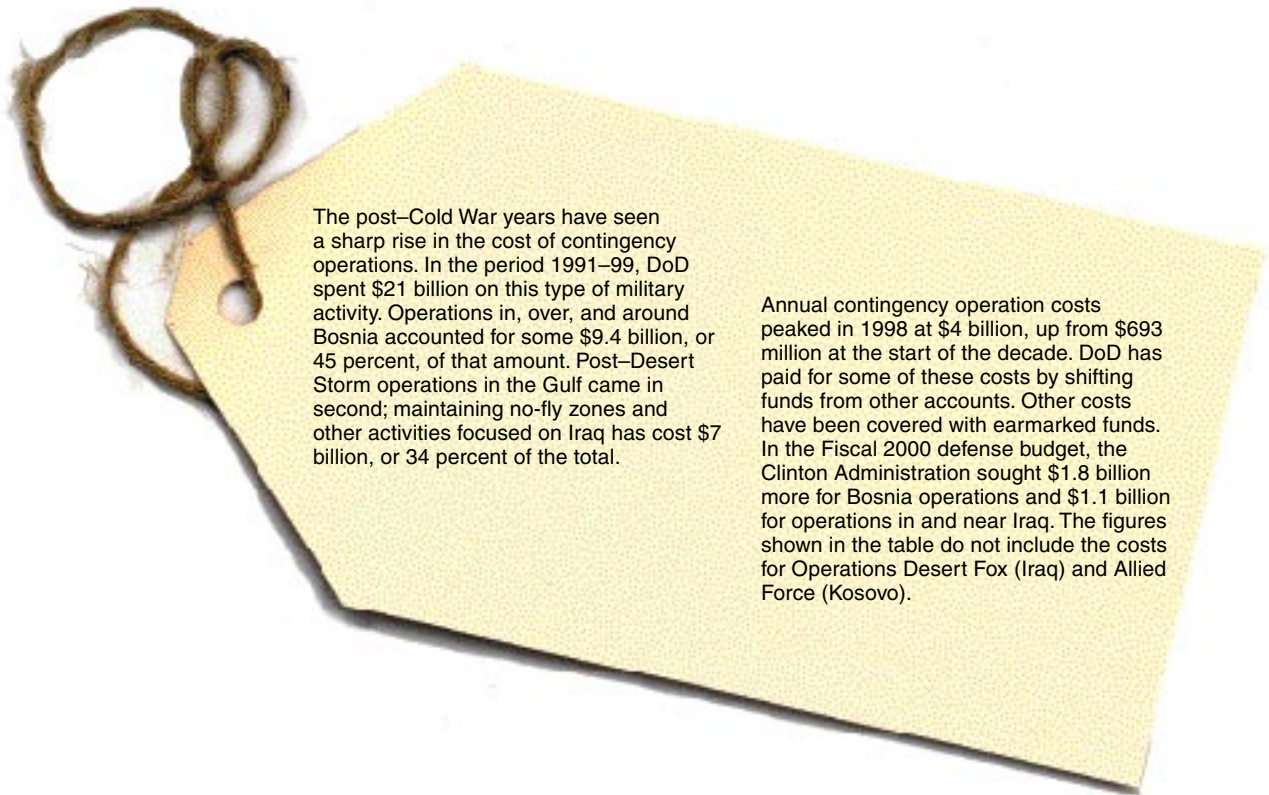 The post–Cold War years have seen
a sharp rise in the cost of contingency
operations. In the period 1991–99, DoD
spent $21 billion on this type of military
activity. Operations in, over, and around
Bosnia accounted for some $9.4 billion, or
45 percent, of that amount. Post–Desert
Storm operations in the Gulf came in
second; maintaining no-fly zones and
other activities focused on Iraq has cost $7
billion, or 34 percent of the total.
Annual contingency operation costs
peaked in 1998 at $4 billion, up from $693
million at the start of the decade. DoD has
paid for some of these costs by shifting
funds from other accounts. Other costs
have been covered with earmarked funds.
In the Fiscal 2000 defense budget, the
Clinton Administration sought $1.8 billion
more for Bosnia operations and $1.1 billion
for operations in and near Iraq. The figures
shown in the table do not include the costs
for Operations Desert Fox (Iraq) and Allied
Force (Kosovo).